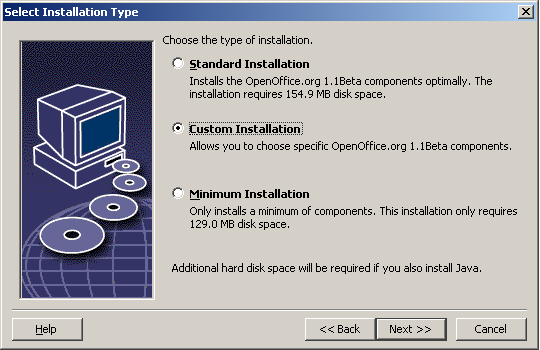 Select Installation Type
Choose the type of installation.
Standard Installation
Installs the OpenOffice.org 1.1Beta components optimally. The
installation requires 154.9 MB disk space.
Custom Installation
Allows you to choose specific OpenOffice.org 1.1Beta components.
Minimum Installation
Only installs a minimum of components. This installation only requires
129.0 MB disk space.
Additional hard disk space will be required if you also install Java.
Help
<< Back
Next >>
Cancel